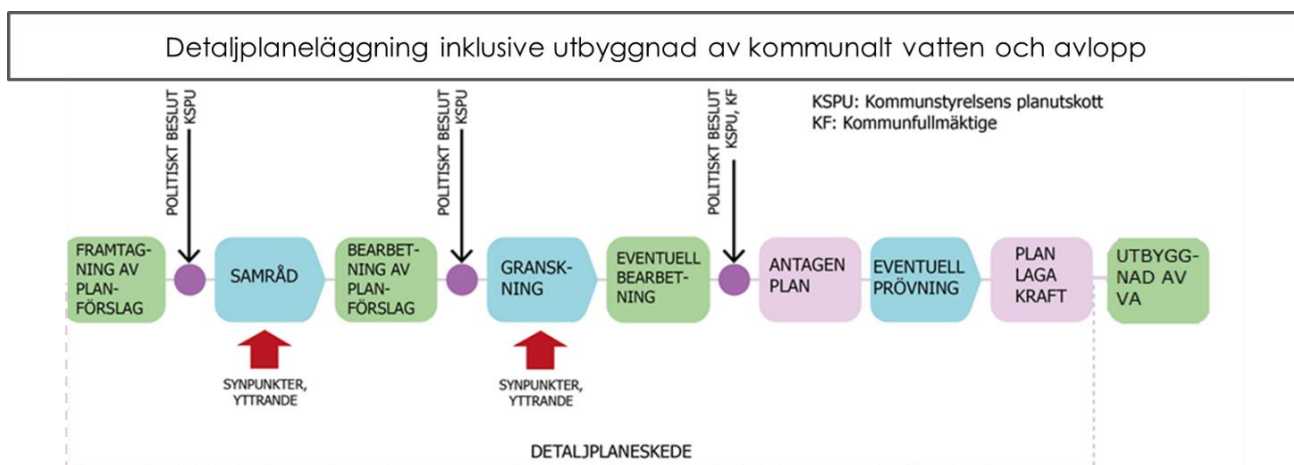 Detaljplaneläggning inklusive utbyggnad av kommunalt vatten och avlopp
POLITISKT BESLUT
KSPU
POLITISKT BESLUT
KSPU
POLITISKT BESLUT
KSPU, KF
KSPU: Kommunstyrelsens planutskott
KF: Kommunfullmäktige
FRAMTAG-
NING AV
PLAN-
FÖRSLAG
SAMRÅD
BEARBET-
NING AV
PLAN-
FÖRSLAG
GRANSK-
NING
EVENTUELL
BEARBET-
NING
ANTAGEN
PLAN
EVENTUELL
PRÖVNING
PLAN
LAGA
KRAFT
UTBYGG-
NAD AV
VA
SYNPUNKTER,
YTTRANDE
SYNPUNKTER,
YTTRANDE
DETALJPLANESKEDE